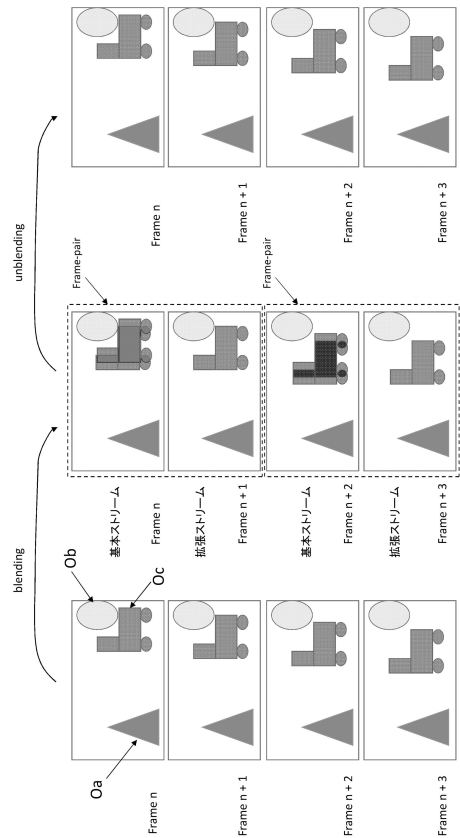 blending
unblending
Oa
Ob
Oc
Frame n
Frame n + 1
Frame n + 2
Frame n + 3
基本ストリーム
Frame n
拡張ストリーム
Frame n + 1
基本ストリーム
Frame n + 2
拡張ストリーム
Frame n + 3
Frame-pair
Frame-pair
Frame n
Frame n + 1
Frame n + 2
Frame n + 3